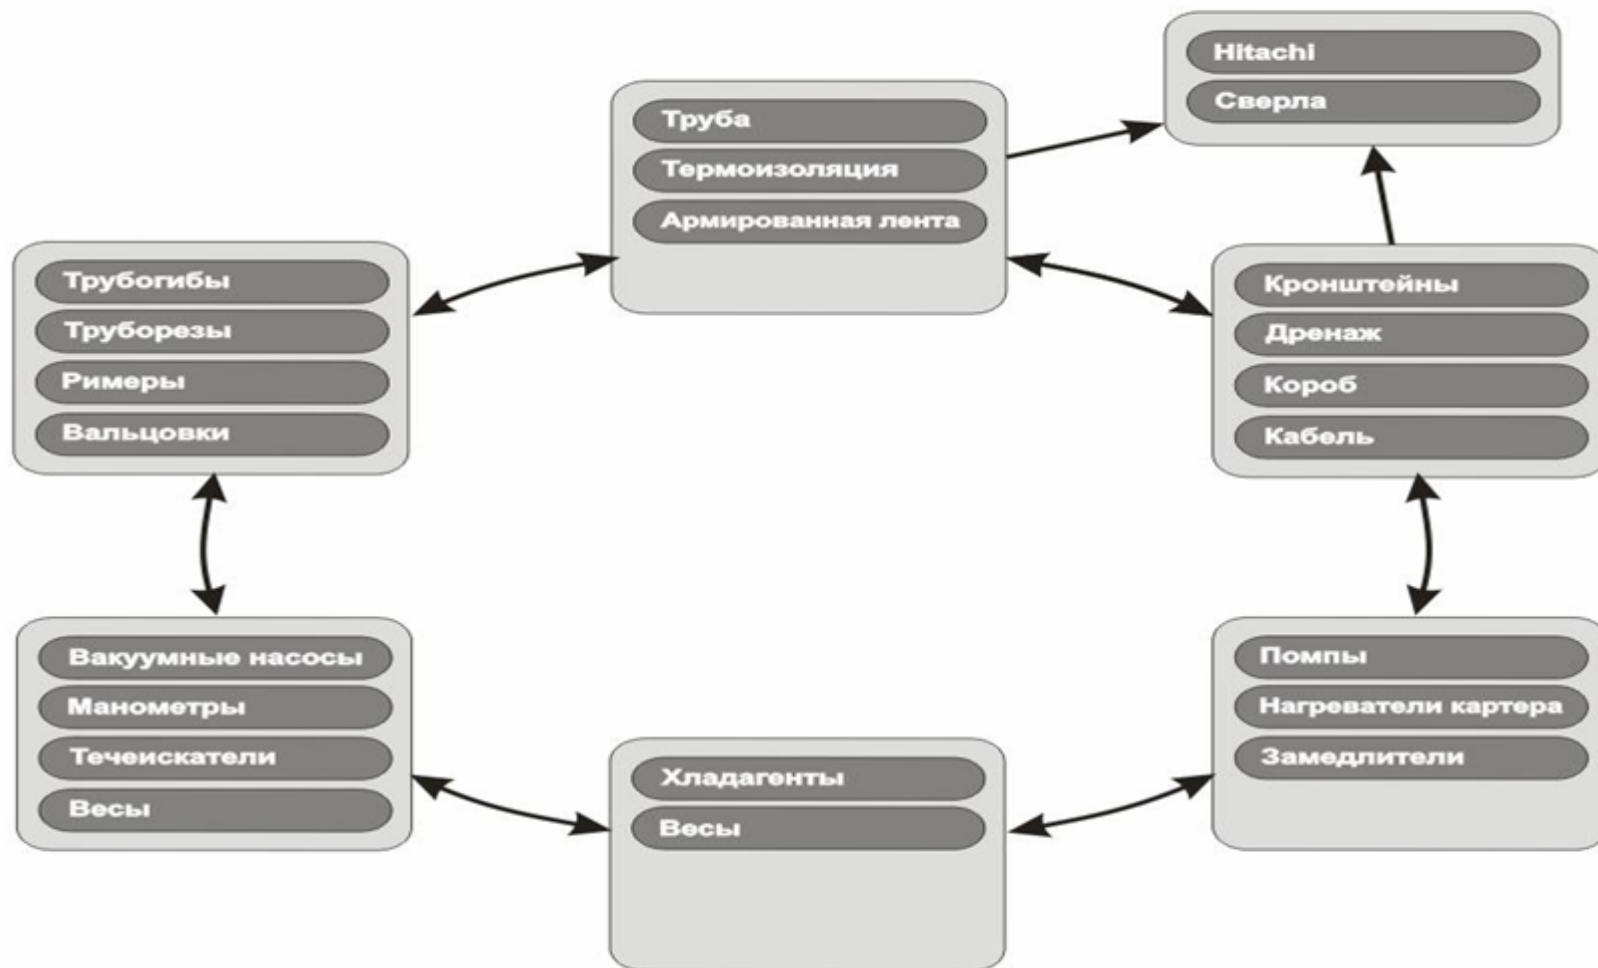 Hitachi
Сверла
Труба
Термоизоляция
Армированная лента
Трубогибы
Труборезы
Римеры
Вальцовки
Кронштейны
Дренаж
Короб
Кабель
Вакуумные насосы
Манометры
Течеискатели
Весы
Хладагенты
Весы
Помпы
Нагреватели картера
Замедлители